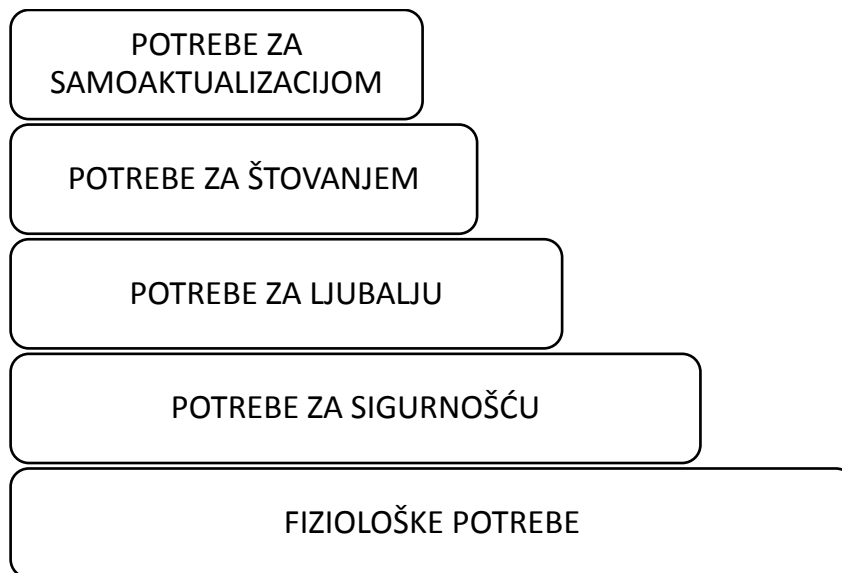 POTREBE ZA
SAMOAKTUALIZACIJOM
POTREBE ZA ŠTOVANJEM
POTREBE ZA LJUBALJU
POTREBE ZA SIGURNOŠĆU
FIZIOLOŠKE POTREBE